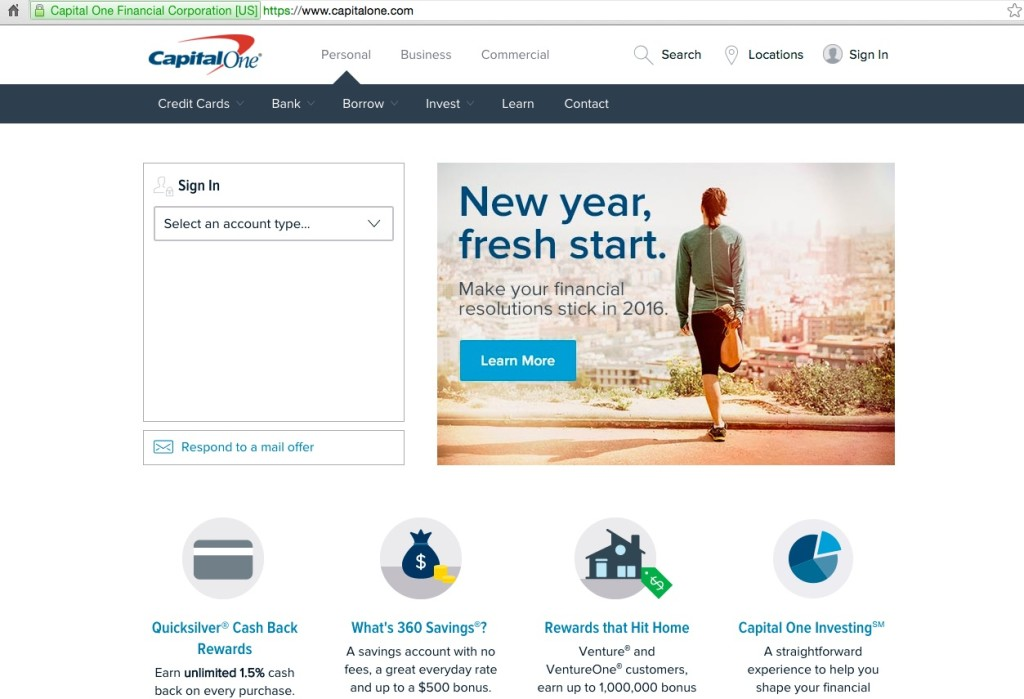 Capital One Financial Corporation [US] https://www.capitalone.com
CapitalOne®
Personal Business Commercial Search Locations Sign In
Credit Cards Bank Borrow Invest Learn Contact
Sign In
Select an account type...
Respond to a mail offer
New year,
fresh start.
Make your financial
resolutions stick in 2016.
Learn More
$
$
Quicksilver® Cash Back
Rewards
Earn unlimited 1.5% cash
back on every purchase.
What's 360 Savings®?
A savings account with no
fees, a great everyday rate
and up to a $500 bonus.
Rewards that Hit Home
Venture® and
VentureOne® customers,
earn up to 1,000,000 bonus
Capital One Investing℠
A straightforward
experience to help you
shape your financial